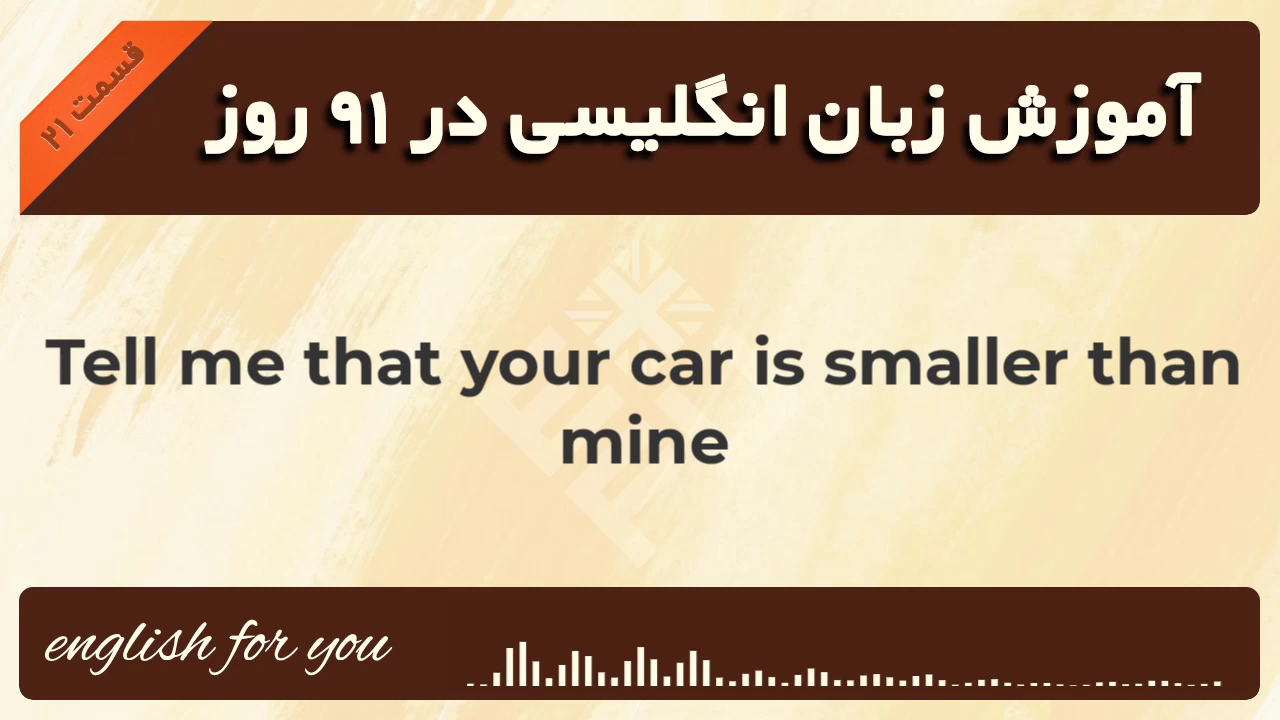 قسمت ۲۱
آموزش زبان انگلیسی در ۹۱ روز
Tell me that your car is smaller than
mine
english for you